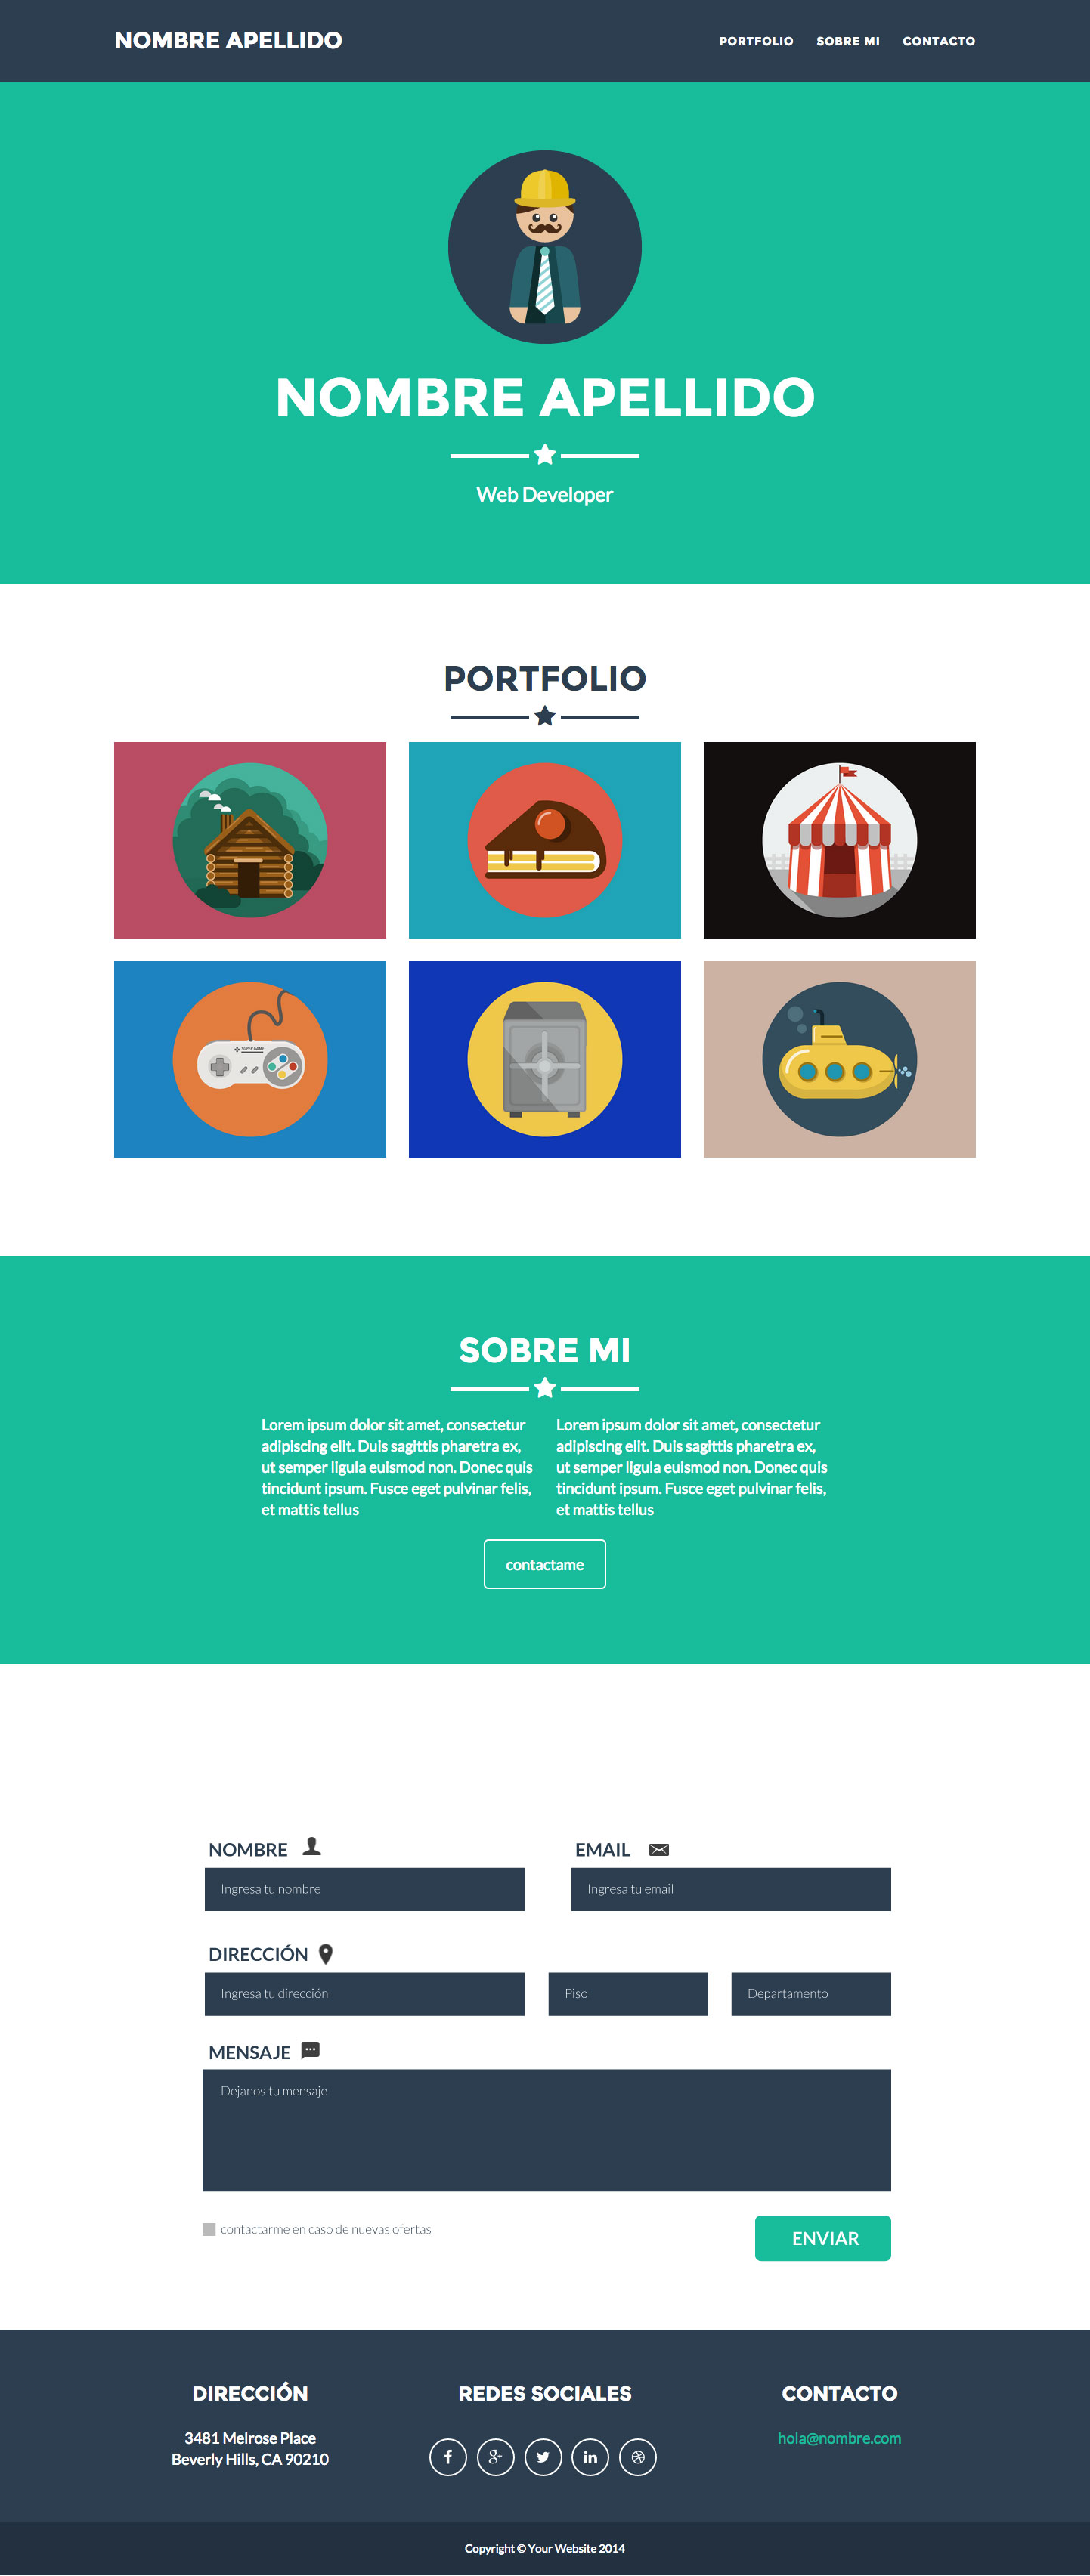 NOMBRE APELLIDO
PORTFOLIO SOBRE MI CONTACTO
NOMBRE APELLIDO
Web Developer
PORTFOLIO
SUPER GAME
SOBRE MI
Lorem ipsum dolor sit amet, consectetur
adipiscing elit. Duis sagittis pharetra ex,
ut semper ligula euismod non. Donec quis
tincidunt ipsum. Fusce eget pulvinar felis,
et mattis tellus
Lorem ipsum dolor sit amet, consectetur
adipiscing elit. Duis sagittis pharetra ex,
ut semper ligula euismod non. Donec quis
tincidunt ipsum. Fusce eget pulvinar felis,
et mattis tellus
contactame
NOMBRE
Ingresa tu nombre
EMAIL
Ingresa tu email
DIRECCIÓN
Ingresa tu dirección
Piso
Departamento
MENSAJE
Dejanos tu mensaje
contactarme en caso de nuevas ofertas
ENVIAR
DIRECCIÓN
3481 Melrose Place
Beverly Hills, CA 90210
REDES SOCIALES
f g+ in
CONTACTO
hola@nombre.com
Copyright © Your Website 2014